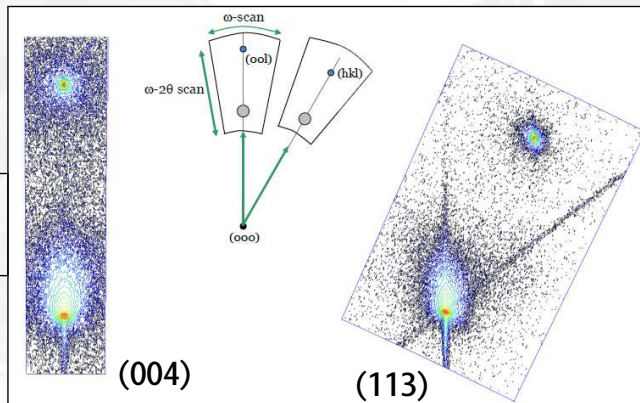 ω-scan
(ool)
(hkl)
ω-2θ scan
(ooo)
(004)
(113)